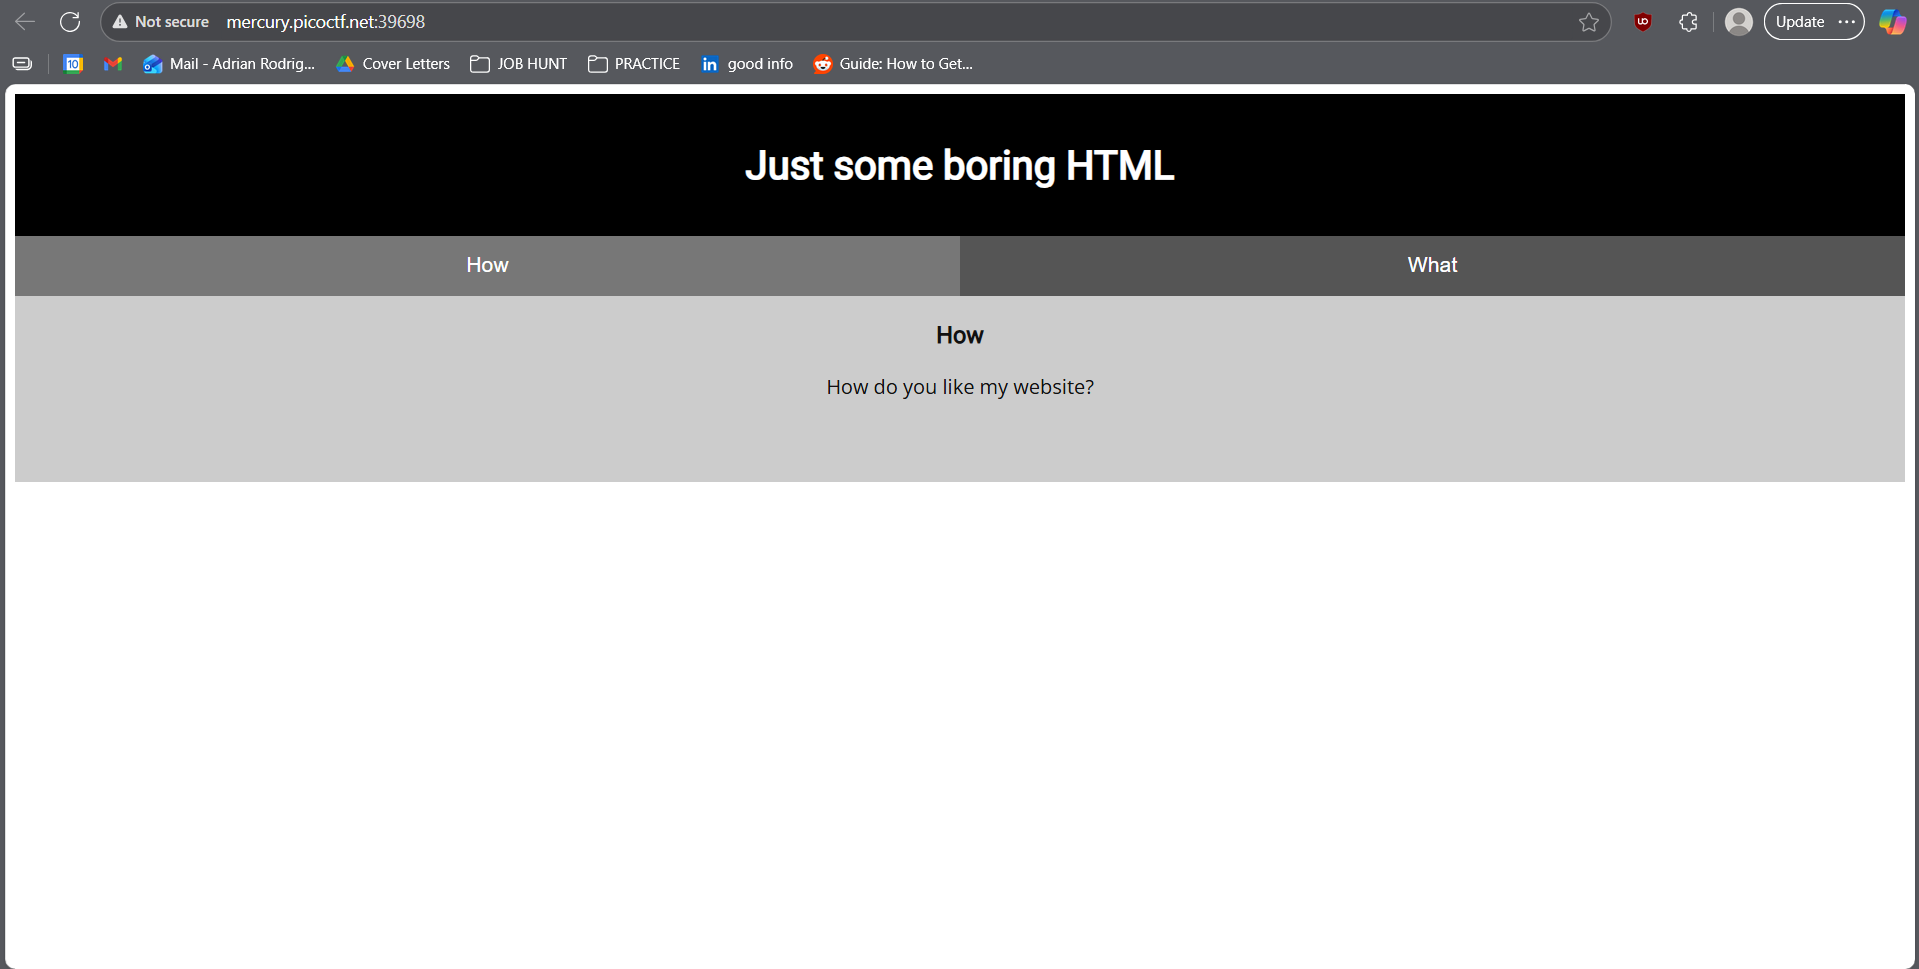 Not secure mercury.picoctf.net:39698 Update
10 Mail - Adrian Rodrig... Cover Letters JOB HUNT PRACTICE in good info Guide: How to Get...
Just some boring HTML
How What
How
How do you like my website?